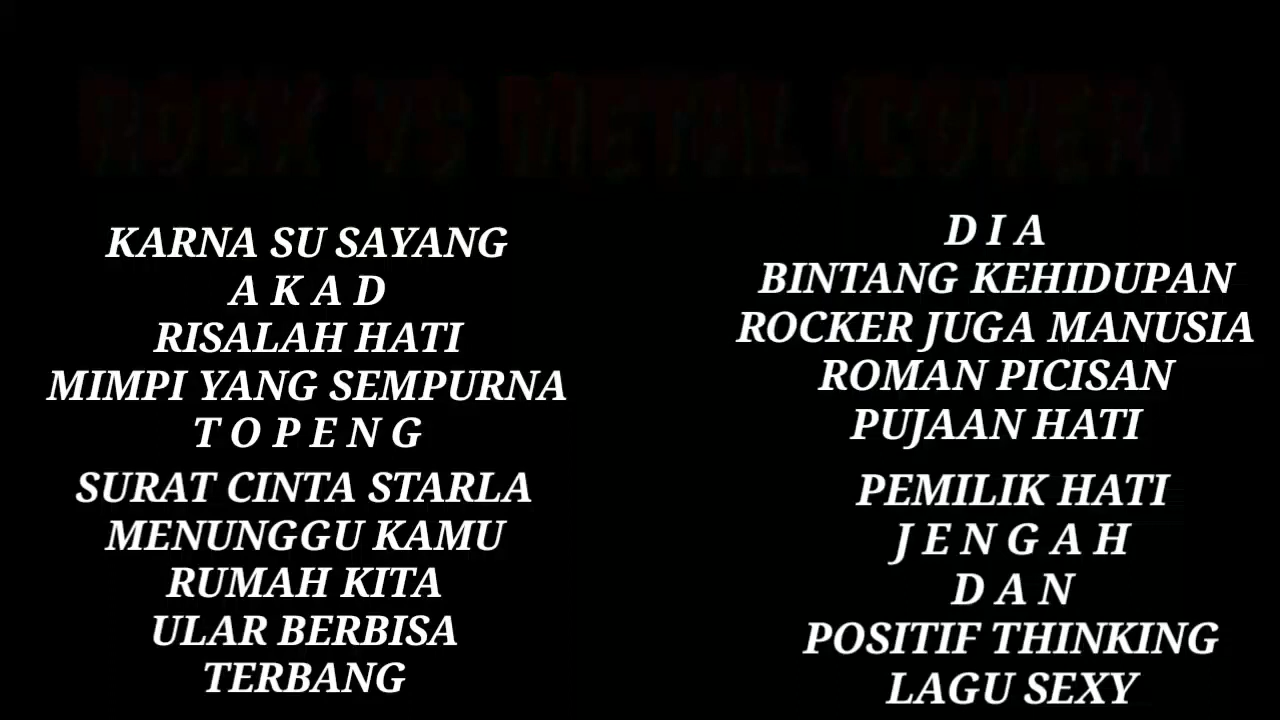 ROCK VS METAL (COVER)
KARNA SU SAYANG
A K A D
RISALAH HATI
MIMPI YANG SEMPURNA
T O P E N G
SURAT CINTA STARLA
MENUNGGU KAMU
RUMAH KITA
ULAR BERBISA
TERBANG
D I A
BINTANG KEHIDUPAN
ROCKER JUGA MANUSIA
ROMAN PICISAN
PUJAAN HATI
PEMILIK HATI
J E N G A H
D A N
POSITIF THINKING
LAGU SEXY